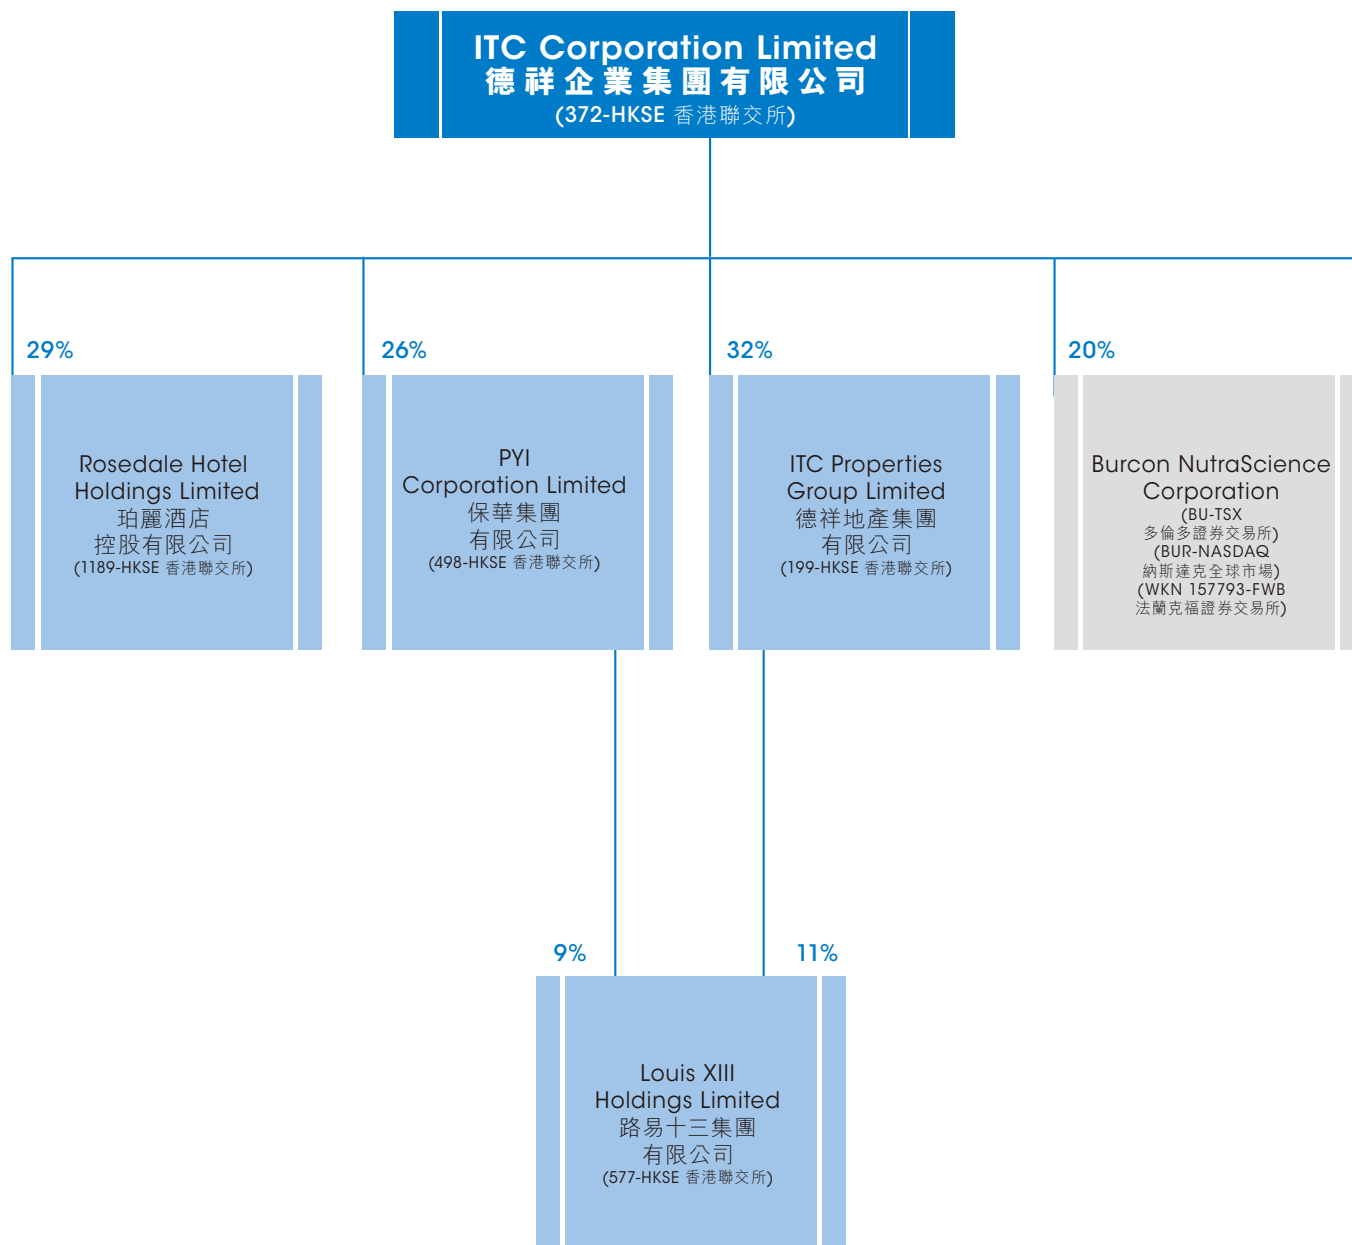 ITC Corporation Limited
德祥企業集團有限公司
(372-HKSE 香港聯交所)
29%
26%
32%
20%
Rosedale Hotel
Holdings Limited
珀麗酒店
控股有限公司
(1189-HKSE 香港聯交所)
PYI
Corporation Limited
保華集團
有限公司
(498-HKSE 香港聯交所)
ITC Properties
Group Limited
德祥地產集團
有限公司
(199-HKSE 香港聯交所)
Burcon NutraScience
Corporation
(BU-TSX
多倫多證券交易所)
(BUR-NASDAQ
納斯達克全球市場)
(WKN 157793-FWB
法蘭克福證券交易所)
9%
11%
Louis XIII
Holdings Limited
路易十三集團
有限公司
(577-HKSE 香港聯交所)